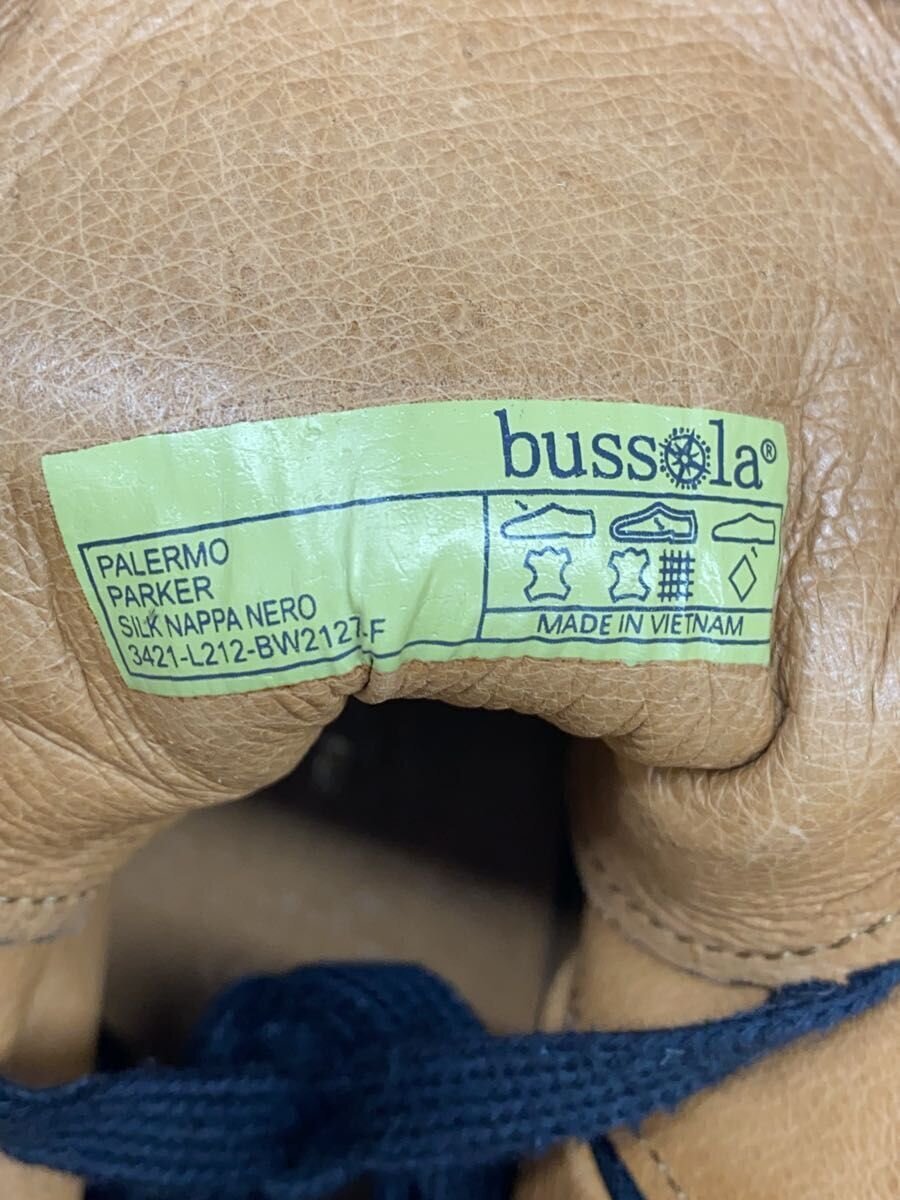 bussola®
PALERMO
PARKER
SILK NAPPA NERO
3421-L212-BW2127-F
MADE IN VIETNAM